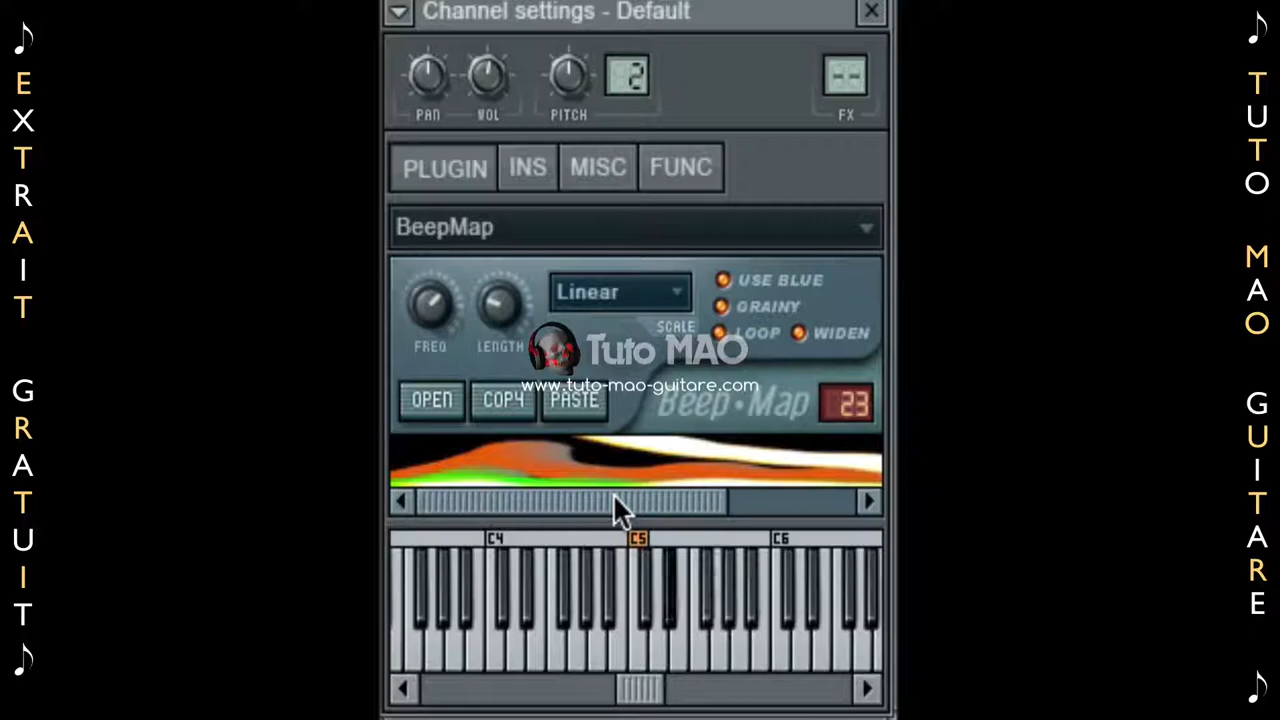 Channel settings - Default
PAN
VOL
PITCH
2
--
FX
PLUGIN
INS
MISC
FUNC
BeepMap
FREQ
LENGTH
Linear
SCALE
USE BLUE
GRAINY
LOOP
WIDEN
Tuto MAO
www.tuto-mao-guitare.com
OPEN
COPY
PASTE
Beep•Map
23
C4
C5
C6
EXTRAIT GRATUIT
TUTO MAO GUITARE